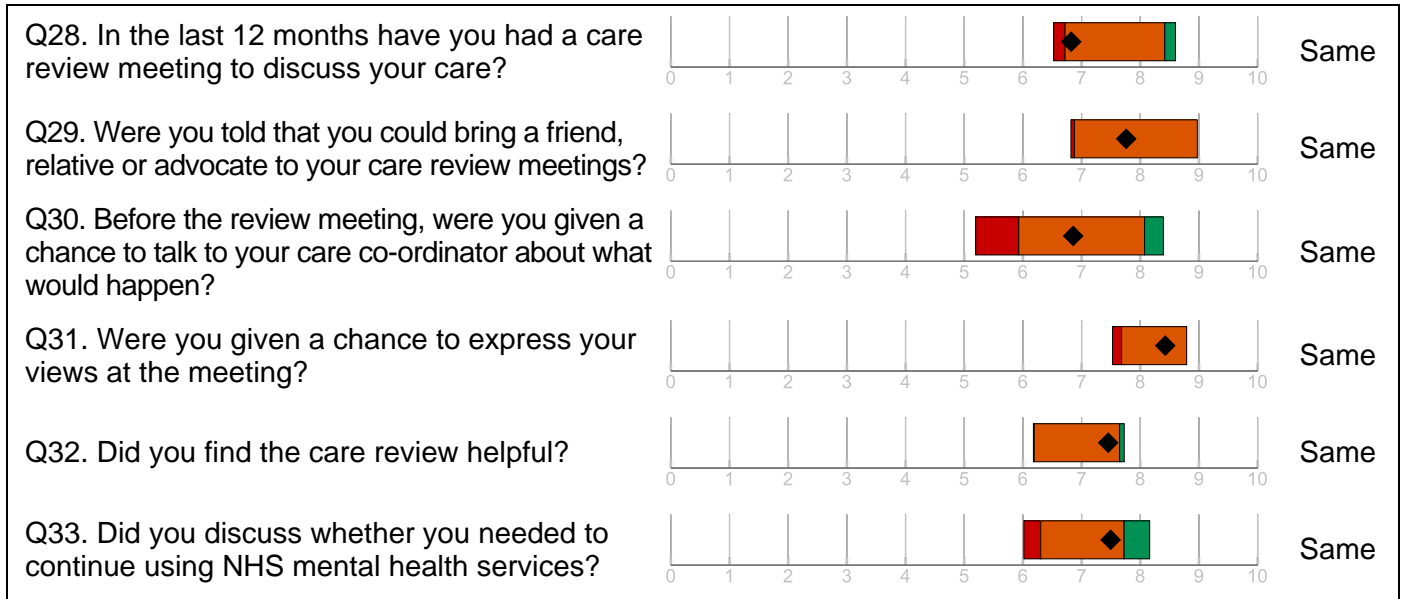 Q28. In the last 12 months have you had a care
review meeting to discuss your care?
0 1 2 3 4 5 6 7 8 9 10
Same
Q29. Were you told that you could bring a friend,
relative or advocate to your care review meetings?
0 1 2 3 4 5 6 7 8 9 10
Same
Q30. Before the review meeting, were you given a
chance to talk to your care co-ordinator about what
would happen?
0 1 2 3 4 5 6 7 8 9 10
Same
Q31. Were you given a chance to express your
views at the meeting?
0 1 2 3 4 5 6 7 8 9 10
Same
Q32. Did you find the care review helpful?
0 1 2 3 4 5 6 7 8 9 10
Same
Q33. Did you discuss whether you needed to
continue using NHS mental health services?
0 1 2 3 4 5 6 7 8 9 10
Same